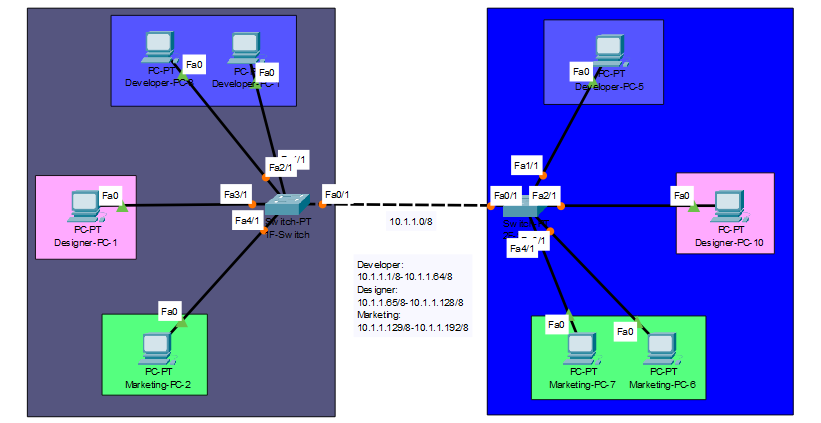 Fa0
Fa0
PC-PT
Developer-PC-
Developer-PC-1
Fa2/1
Fa3/1
Fa0
PC-PT
Designer-PC-1
Fa0/1
Switch-PT
1F-Switch
Fa4/1
Fa0
PC-PT
Marketing-PC-2
10.1.1.0/8
Developer:
10.1.1.1/8-10.1.1.64/8
Designer:
10.1.1.65/8-10.1.1.128/8
Marketing:
10.1.1.129/8-10.1.1.192/8
Fa0
PC-PT
Developer-PC-5
Fa1/1
Fa0/1
Fa2/1
Fa4/1
Fa0
PC-PT
Designer-PC-10
Fa0
PC-PT
Marketing-PC-7
Fa0
PC-PT
Marketing-PC-6